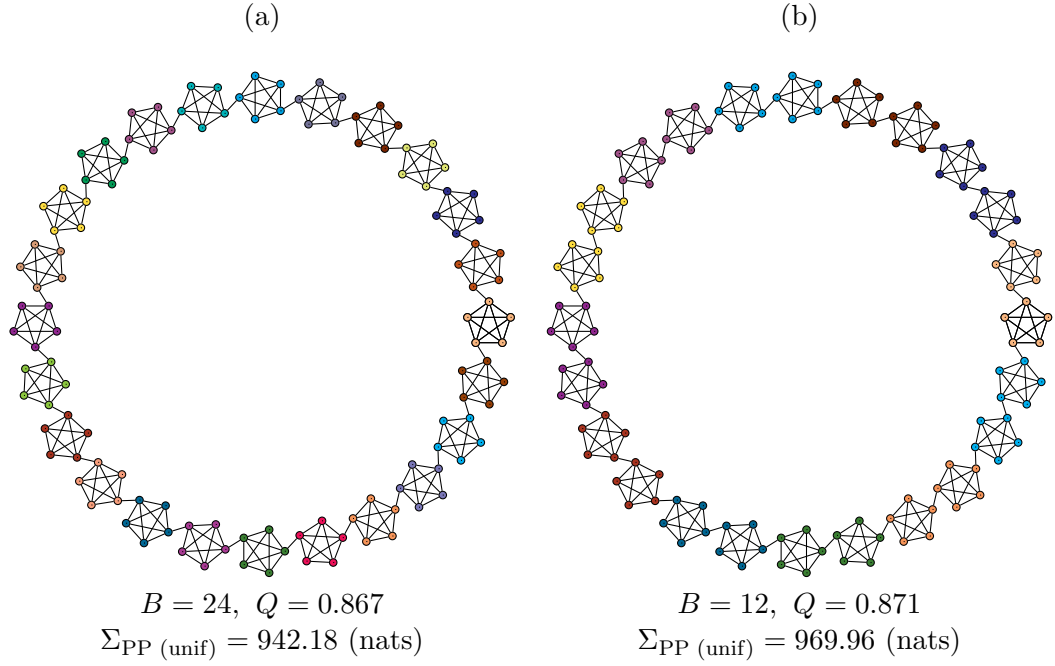 (a)
(b)
B = 24, Q = 0.867
Σ_PP (unif) = 942.18 (nats)
B = 12, Q = 0.871
Σ_PP (unif) = 969.96 (nats)